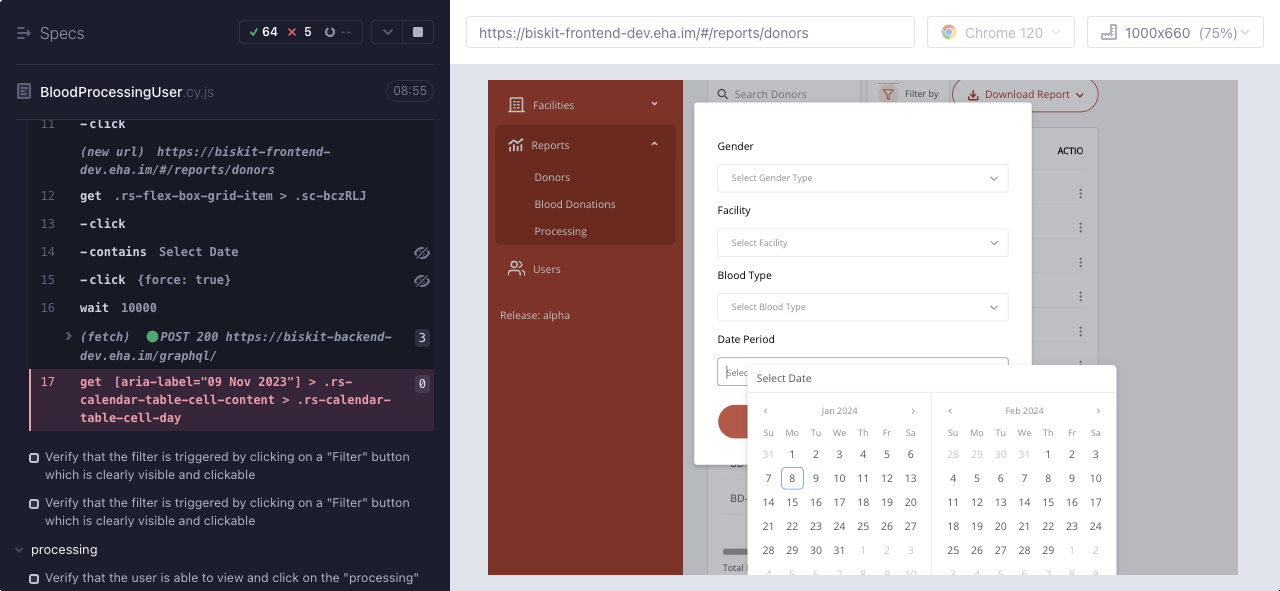 Specs
64
5
--
BloodProcessingUser.cy.js
08:55
11 -click
(new url) https://biskit-frontend-
dev.eha.im/#/reports/donors
12 get .rs-flex-box-grid-item > .sc-bczRLJ
13 -click
14 -contains Select Date
15 -click {force: true}
16 wait 10000
(fetch) POST 200 https://biskit-backend-
dev.eha.im/graphql/
3
17 get [aria-label="09 Nov 2023"] > .rs-
calendar-table-cell-content > .rs-calendar-
table-cell-day
0
Verify that the filter is triggered by clicking on a "Filter" button
which is clearly visible and clickable
Verify that the filter is triggered by clicking on a "Filter" button
which is clearly visible and clickable
processing
Verify that the user is able to view and click on the "processing"
https://biskit-frontend-dev.eha.im/#/reports/donors
Chrome 120
1000x660 (75%)
Facilities
Reports
Donors
Blood Donations
Processing
Users
Release: alpha
Search Donors
Filter by
Download Report
ACTIO
Gender
Select Gender Type
Facility
Select Facility
Blood Type
Select Blood Type
Date Period
Selec
Select Date
Jan 2024
Su Mo Tu We Th Fr Sa
31 1 2 3 4 5 6
7 8 9 10 11 12 13
14 15 16 17 18 19 20
21 22 23 24 25 26 27
28 29 30 31 1 2 3
4 5 6 7 8 9 10
Feb 2024
Su Mo Tu We Th Fr Sa
28 29 30 31 1 2 3
4 5 6 7 8 9 10
11 12 13 14 15 16 17
18 19 20 21 22 23 24
25 26 27 28 29 1 2
3 4 5 6 7 8 9
BD-
Total